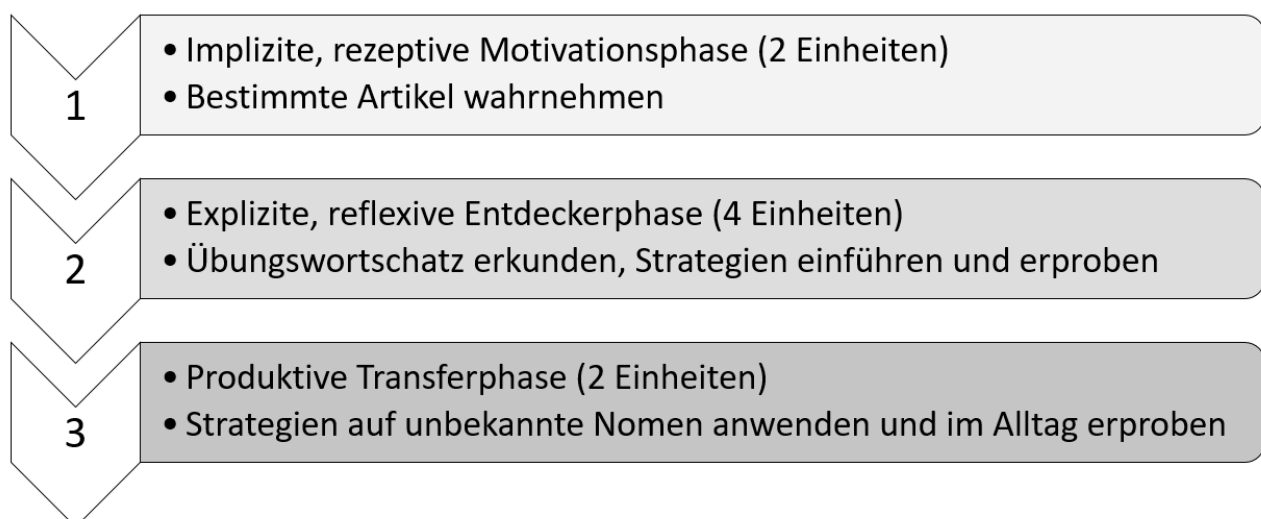 1
• Implizite, rezeptive Motivationsphase (2 Einheiten)
• Bestimmte Artikel wahrnehmen
2
• Explizite, reflexive Entdeckerphase (4 Einheiten)
• Übungswortschatz erkunden, Strategien einführen und erproben
3
• Produktive Transferphase (2 Einheiten)
• Strategien auf unbekannte Nomen anwenden und im Alltag erproben